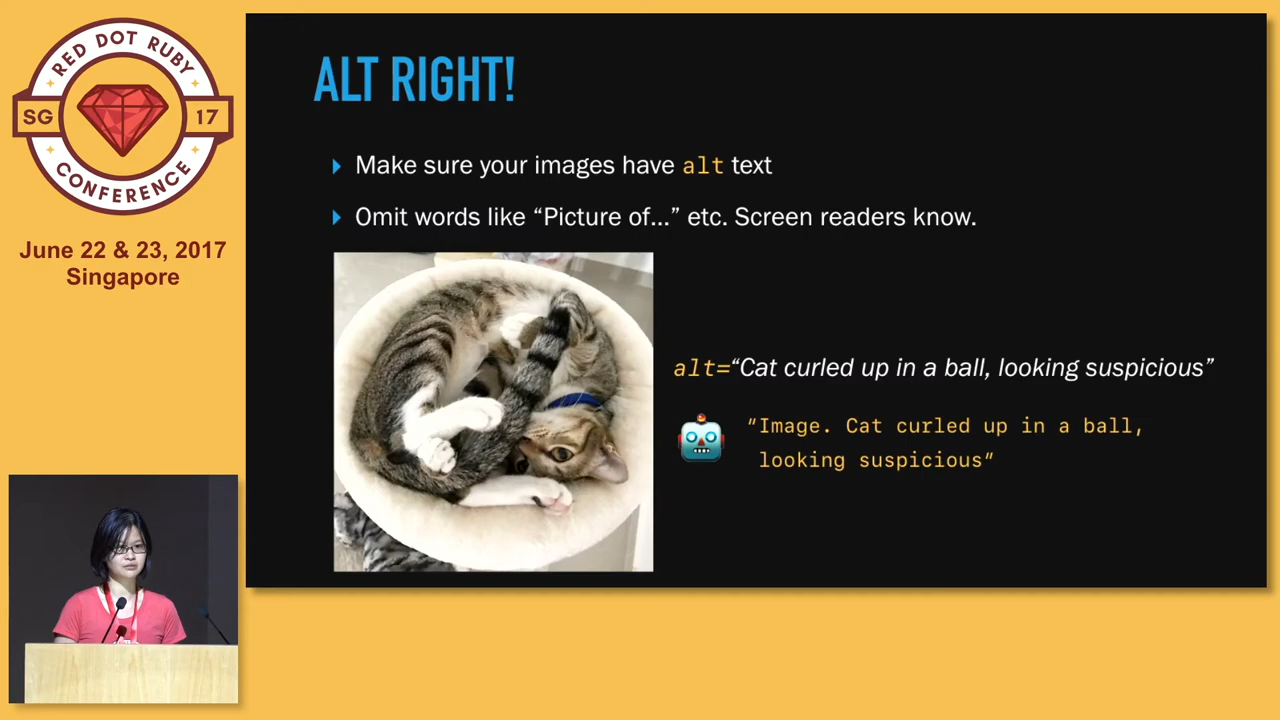 RED DOT RUBY
SG 17
CONFERENCE
June 22 & 23, 2017
Singapore
ALT RIGHT!
Make sure your images have alt text
Omit words like “Picture of...” etc. Screen readers know.
alt=“Cat curled up in a ball, looking suspicious”
“Image. Cat curled up in a ball,
looking suspicious”